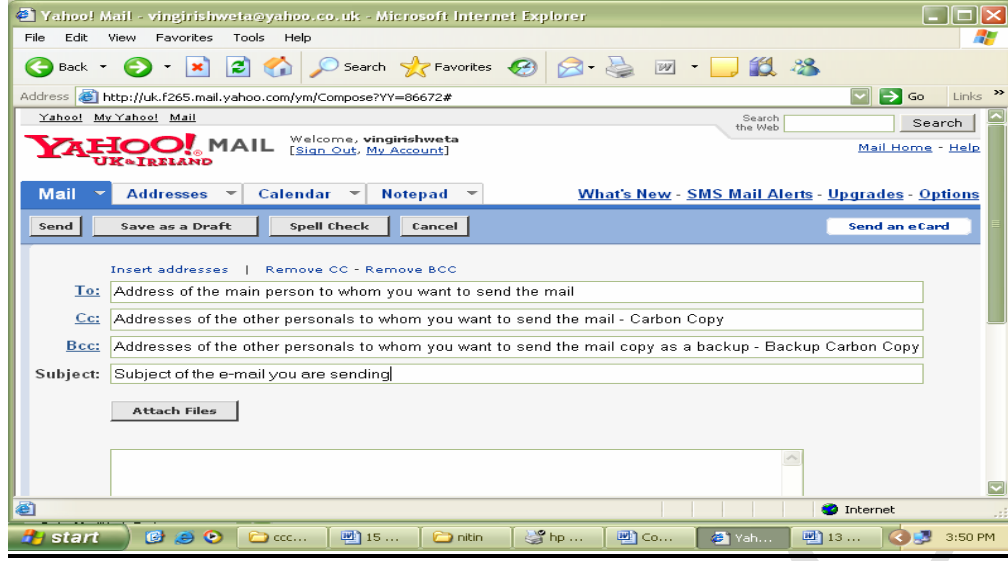 Yahoo! Mail - vingirishweta@yahoo.co.uk - Microsoft Internet Explorer
File Edit View Favorites Tools Help
Back Search Favorites
Address http://uk.f265.mail.yahoo.com/ym/Compose?YY=86672# Go Links »
Yahoo! My Yahoo! Mail Search the Web Search
YAHOO! MAIL UK & IRELAND
Welcome, vingirishweta
[Sign Out, My Account] Mail Home - Help
Mail Addresses Calendar Notepad What's New - SMS Mail Alerts - Upgrades - Options
Send Save as a Draft Spell Check Cancel Send an eCard
Insert addresses | Remove CC - Remove BCC
To: Address of the main person to whom you want to send the mail
Cc: Addresses of the other personals to whom you want to send the mail - Carbon Copy
Bcc: Addresses of the other personals to whom you want to send the mail copy as a backup - Backup Carbon Copy
Subject: Subject of the e-mail you are sending
Attach Files
Internet
start ccc... 15 ... nitin hp ... Co... Yah... 13 ... 3:50 PM